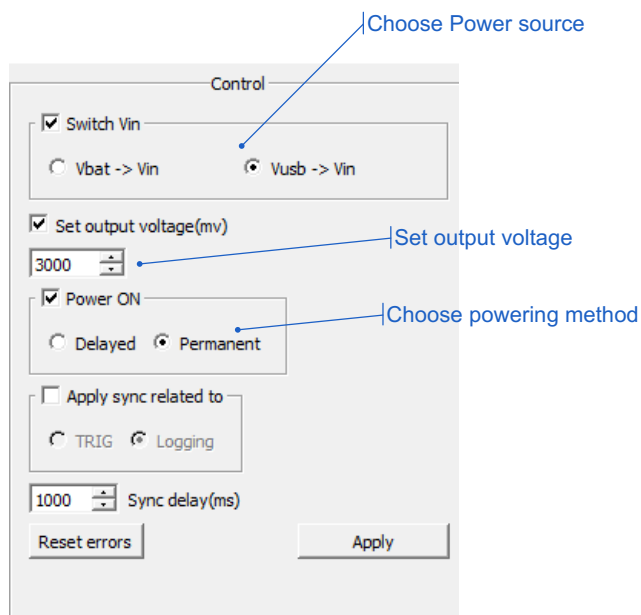 Choose Power source
Control
Switch Vin
Vbat -> Vin
Vusb -> Vin
Set output voltage(mv)
Set output voltage
3000
Power ON
Choose powering method
Delayed
Permanent
Apply sync related to
TRIG
Logging
1000
Sync delay(ms)
Reset errors
Apply